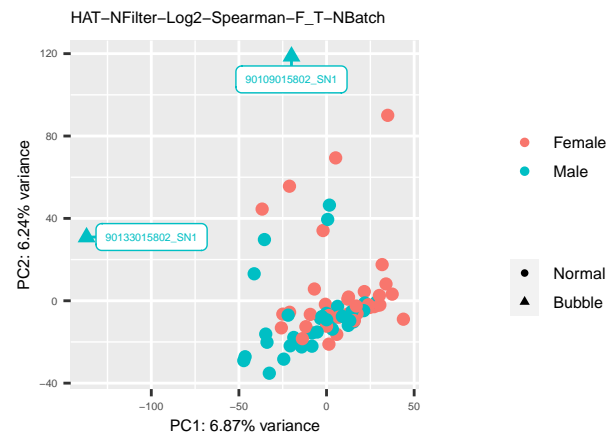 HAT−NFilter−Log2−Spearman−F_T−NBatch
120
80
40
0
−40
PC2: 6.24% variance
90109015802_SN1
90133015802_SN1
−100
−50
0
50
PC1: 6.87% variance
Female
Male
Normal
Bubble